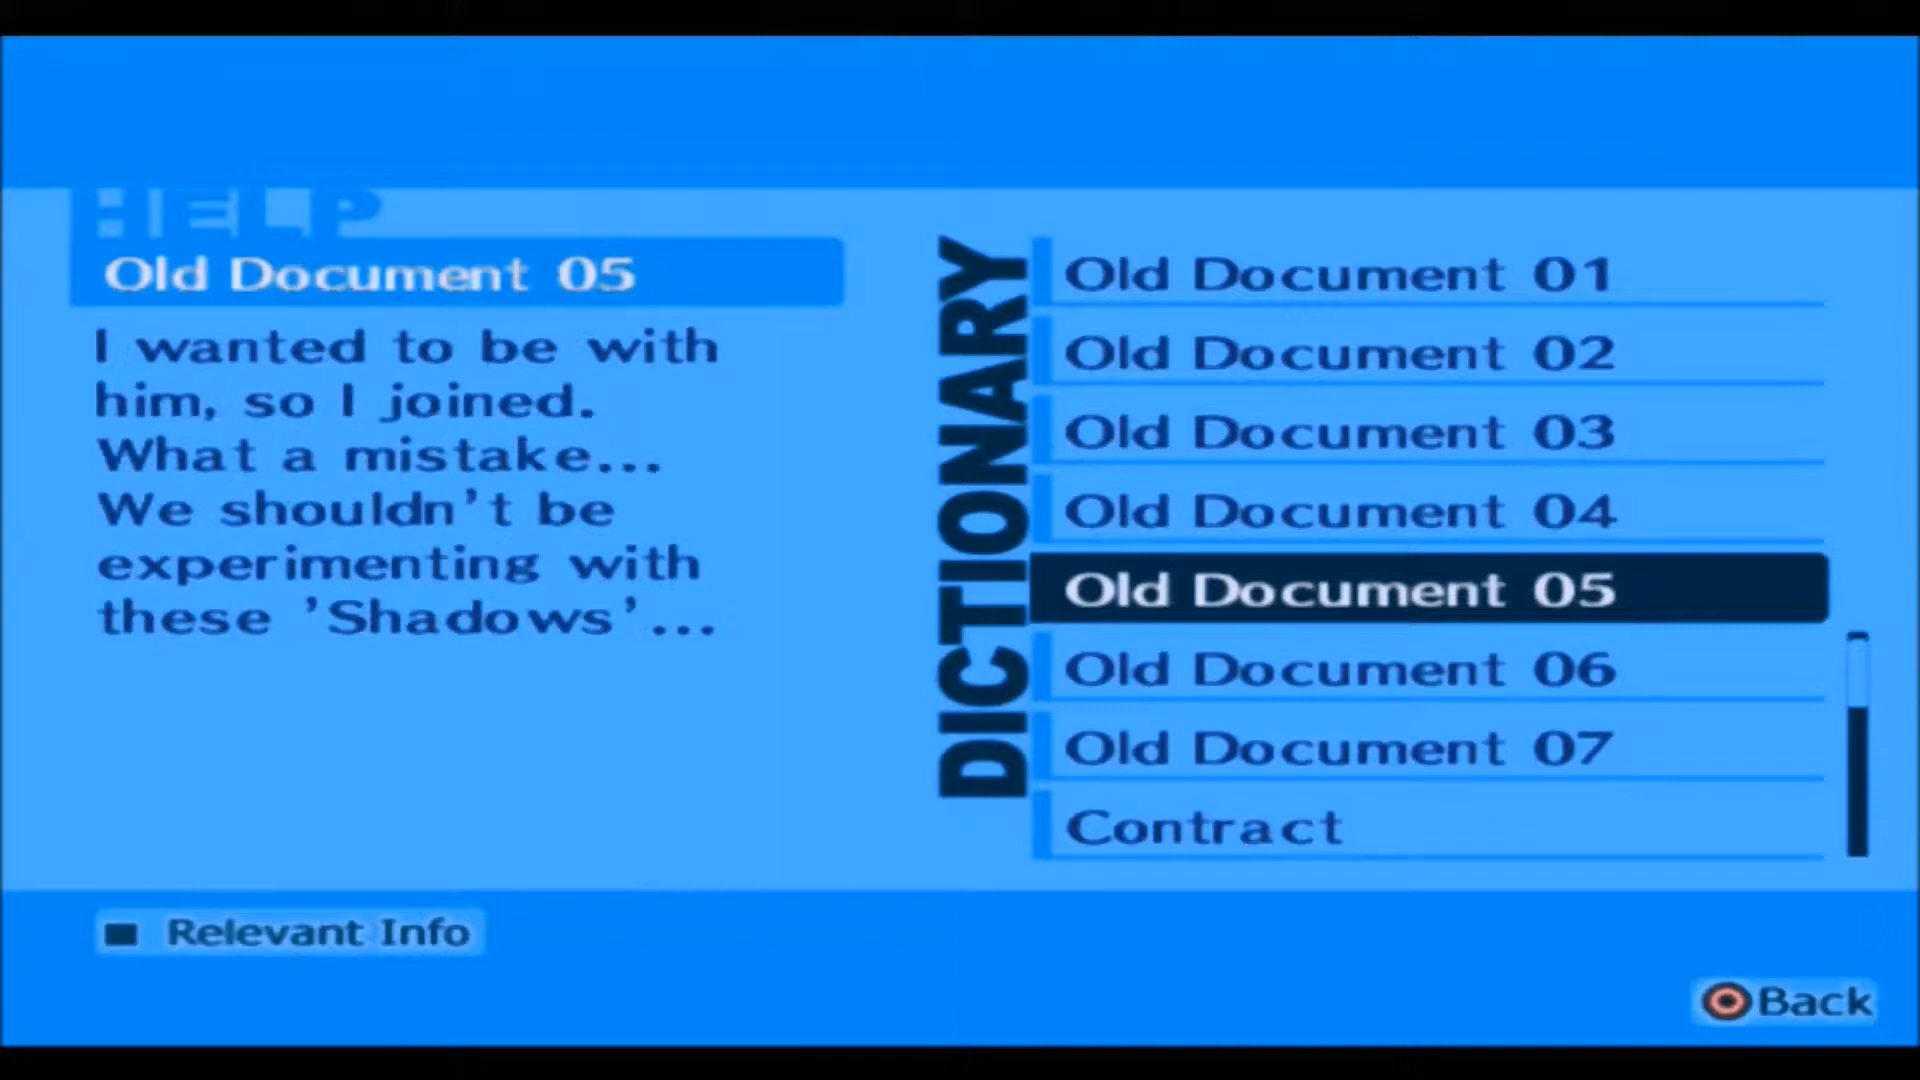 HELP
Old Document 05
I wanted to be with
him, so I joined.
What a mistake...
We shouldn't be
experimenting with
these 'Shadows'...
DICTIONARY
Old Document 01
Old Document 02
Old Document 03
Old Document 04
Old Document 05
Old Document 06
Old Document 07
Contract
Relevant Info
Back